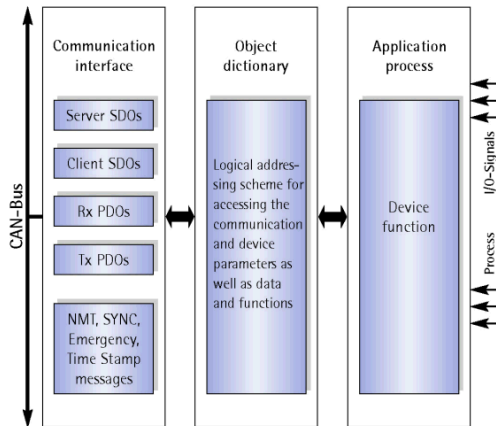 Communication
interface
Server SDOs
Client SDOs
Rx PDOs
Tx PDOs
NMT, SYNC,
Emergency,
Time Stamp
messages
Object
dictionary
Logical addres-
sing scheme for
accessing the
communication
and device
parameters as
well as data
and functions
Application
process
Device
function
CAN-Bus
Process
I/O-Signals